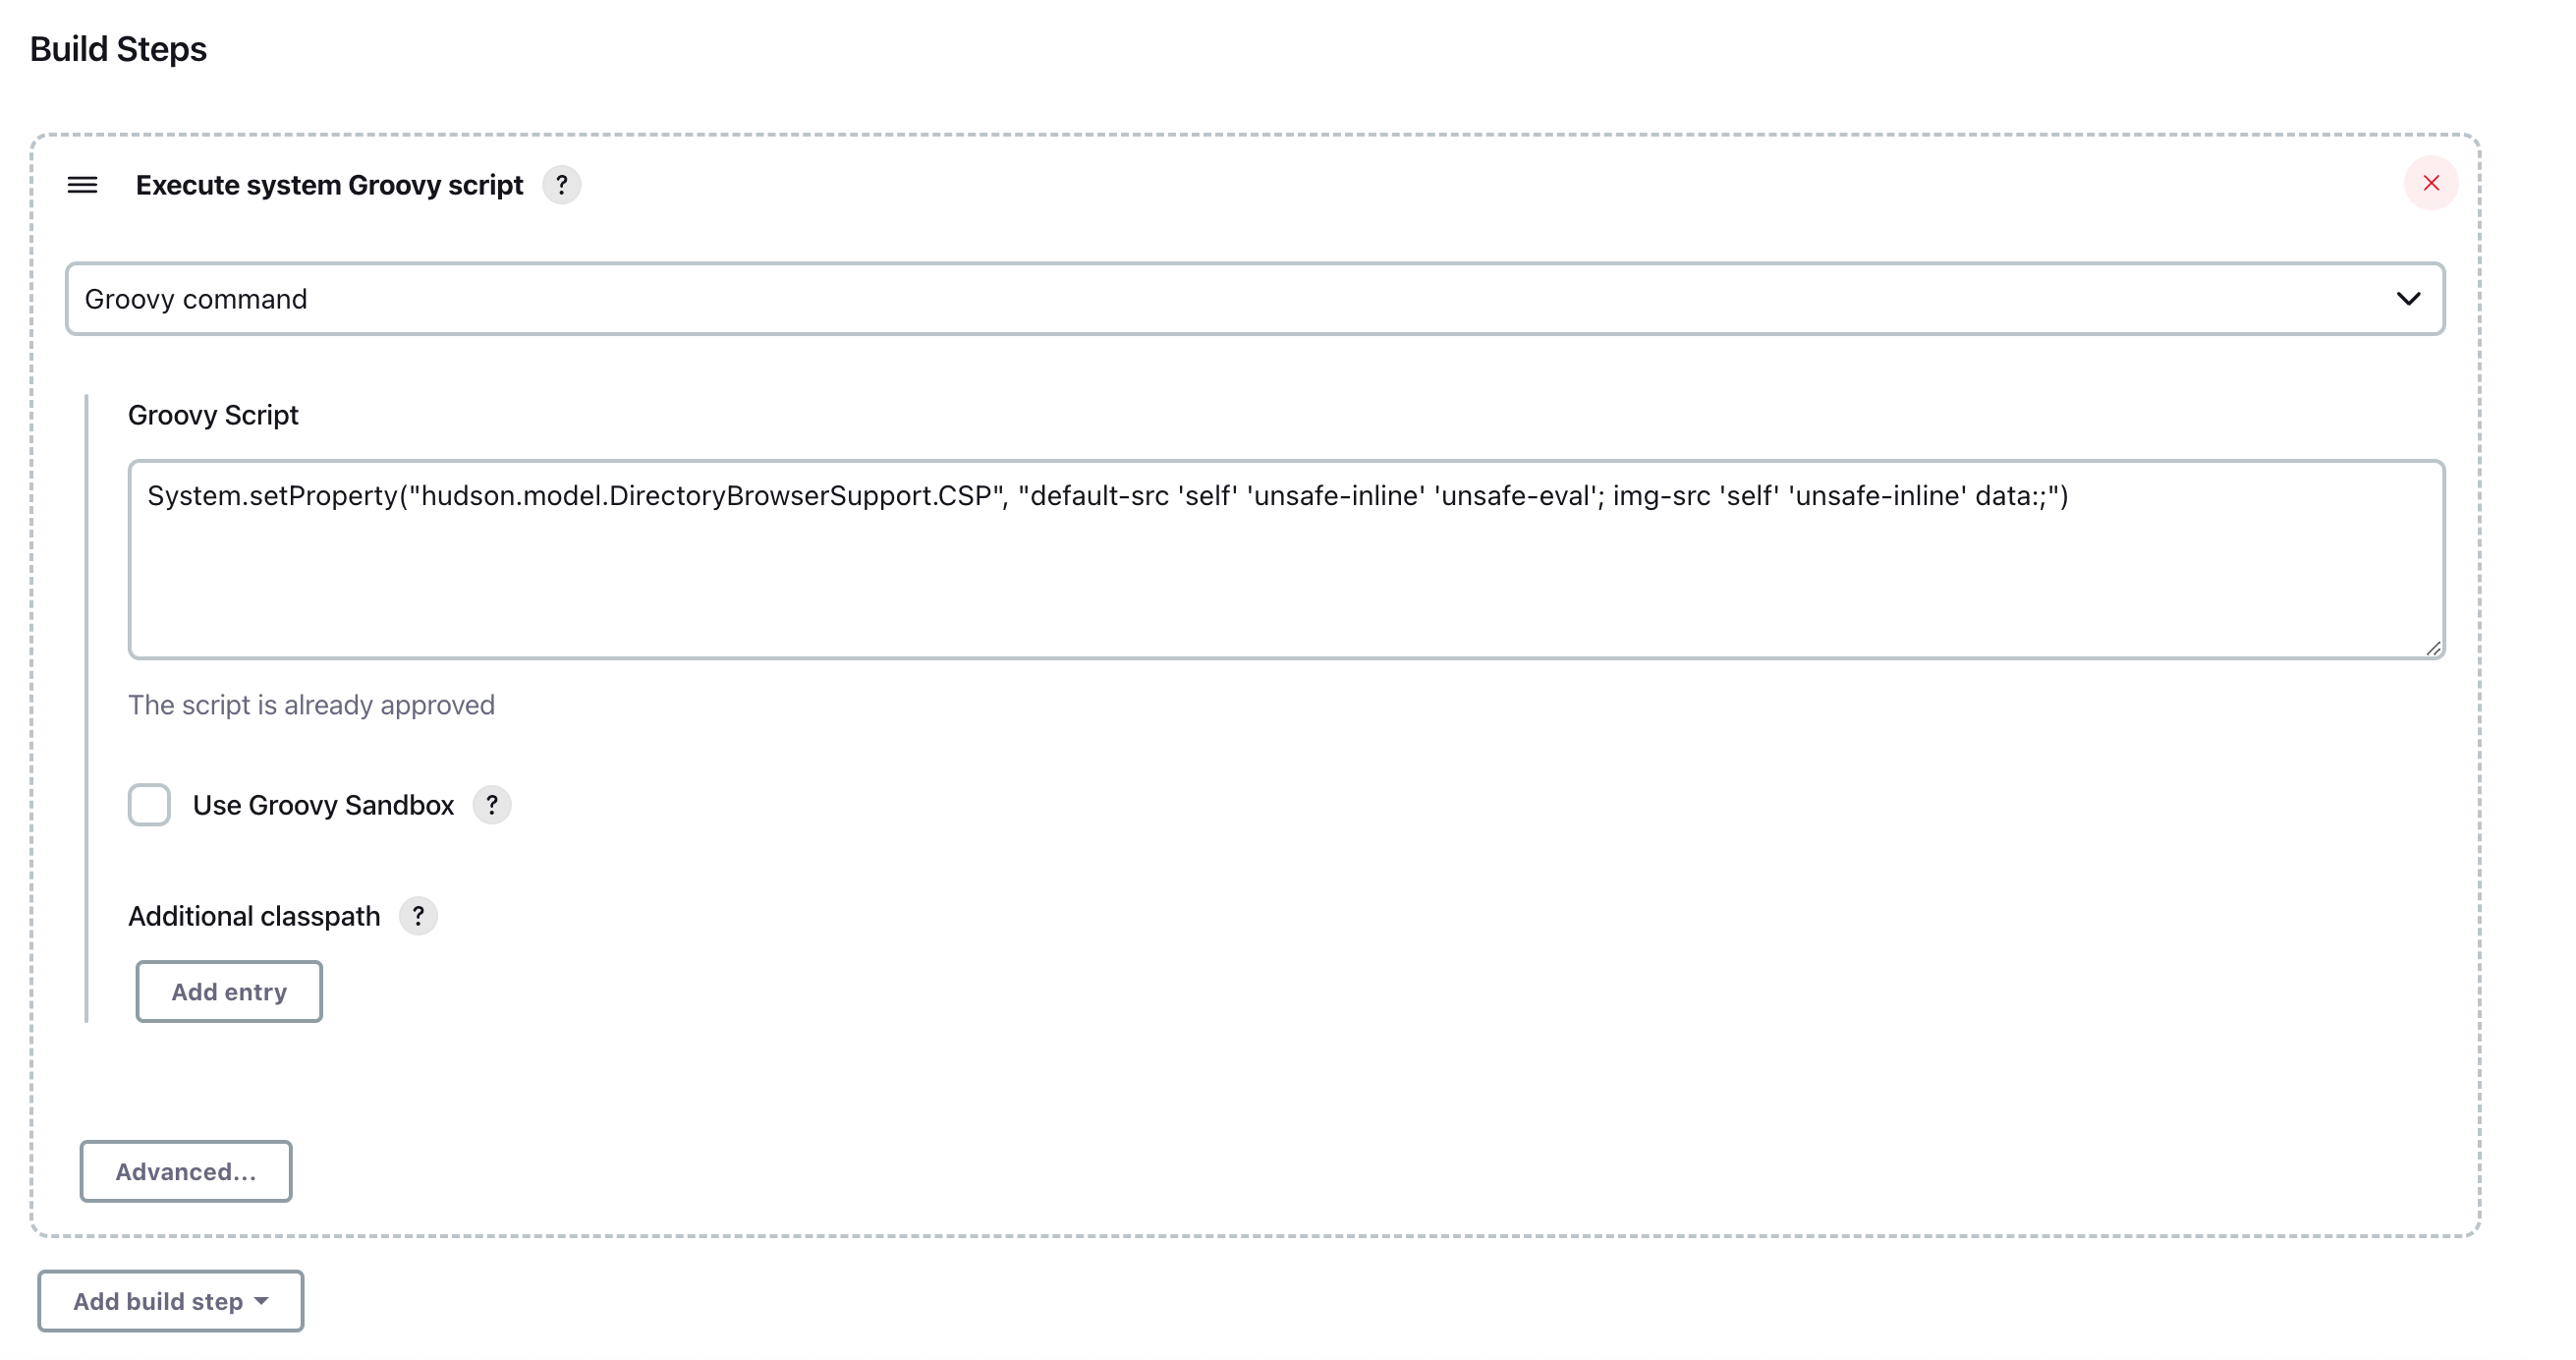 Build Steps
Execute system Groovy script ?
Groovy command
Groovy Script
System.setProperty("hudson.model.DirectoryBrowserSupport.CSP", "default-src 'self' 'unsafe-inline' 'unsafe-eval'; img-src 'self' 'unsafe-inline' data:;")
The script is already approved
Use Groovy Sandbox ?
Additional classpath ?
Add entry
Advanced...
Add build step